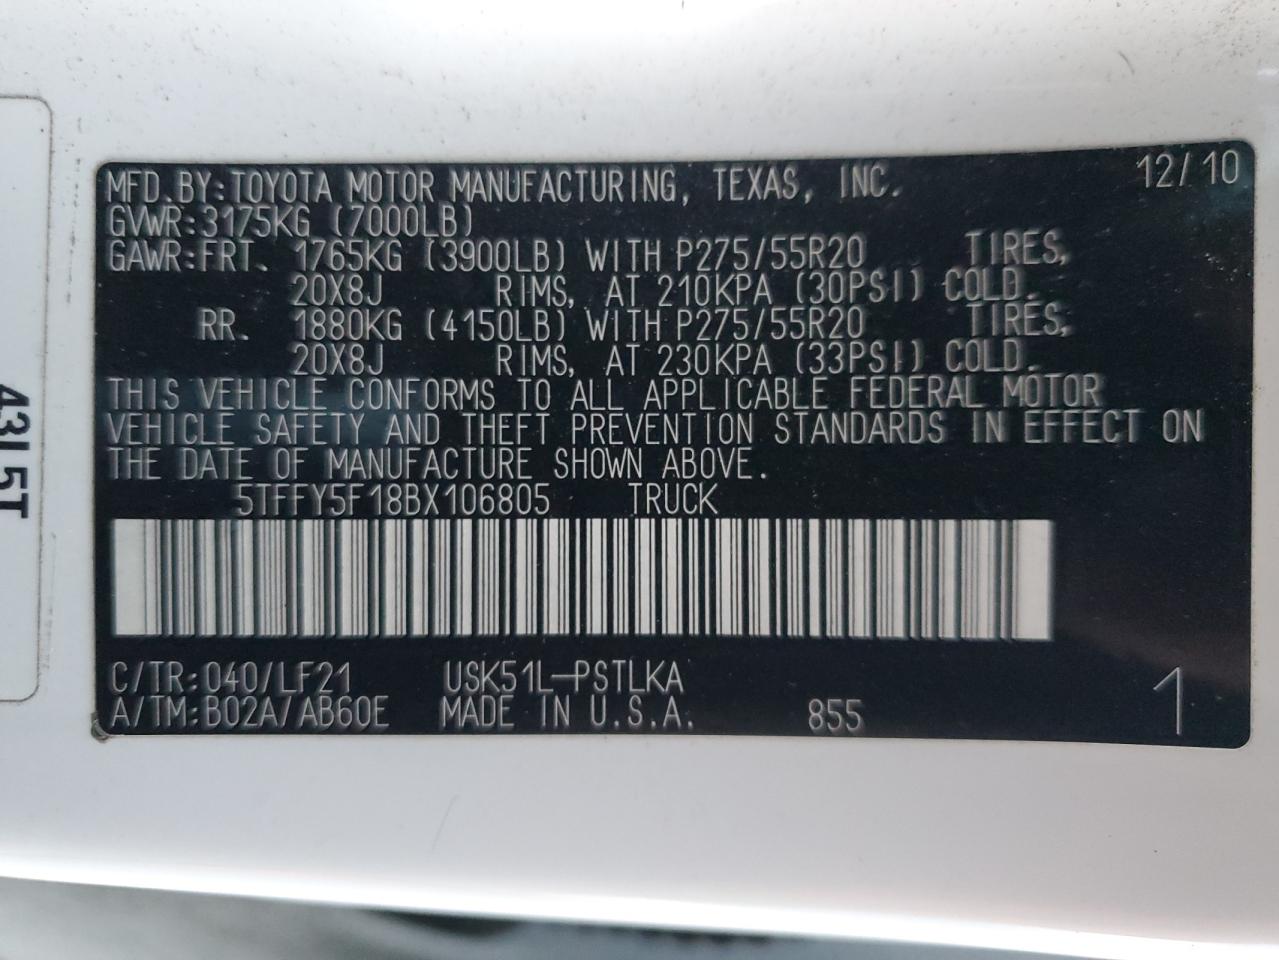 MFD.BY:TOYOTA MOTOR MANUFACTURING, TEXAS, INC. 12/10
GVWR:3175KG (7000LB)
GAWR:FRT. 1765KG (3900LB) WITH P275/55R20 TIRES,
20X8J RIMS, AT 210KPA (30PSI) COLD.
RR. 1880KG (4150LB) WITH P275/55R20 TIRES,
20X8J RIMS, AT 230KPA (33PSI) COLD.
THIS VEHICLE CONFORMS TO ALL APPLICABLE FEDERAL MOTOR
VEHICLE SAFETY AND THEFT PREVENTION STANDARDS IN EFFECT ON
THE DATE OF MANUFACTURE SHOWN ABOVE.
5TFFY5F18BX106805 TRUCK
C/TR:040/LF21 USK51L-PSTLKA
A/TM:B02A/AB60E MADE IN U.S.A. 855 1